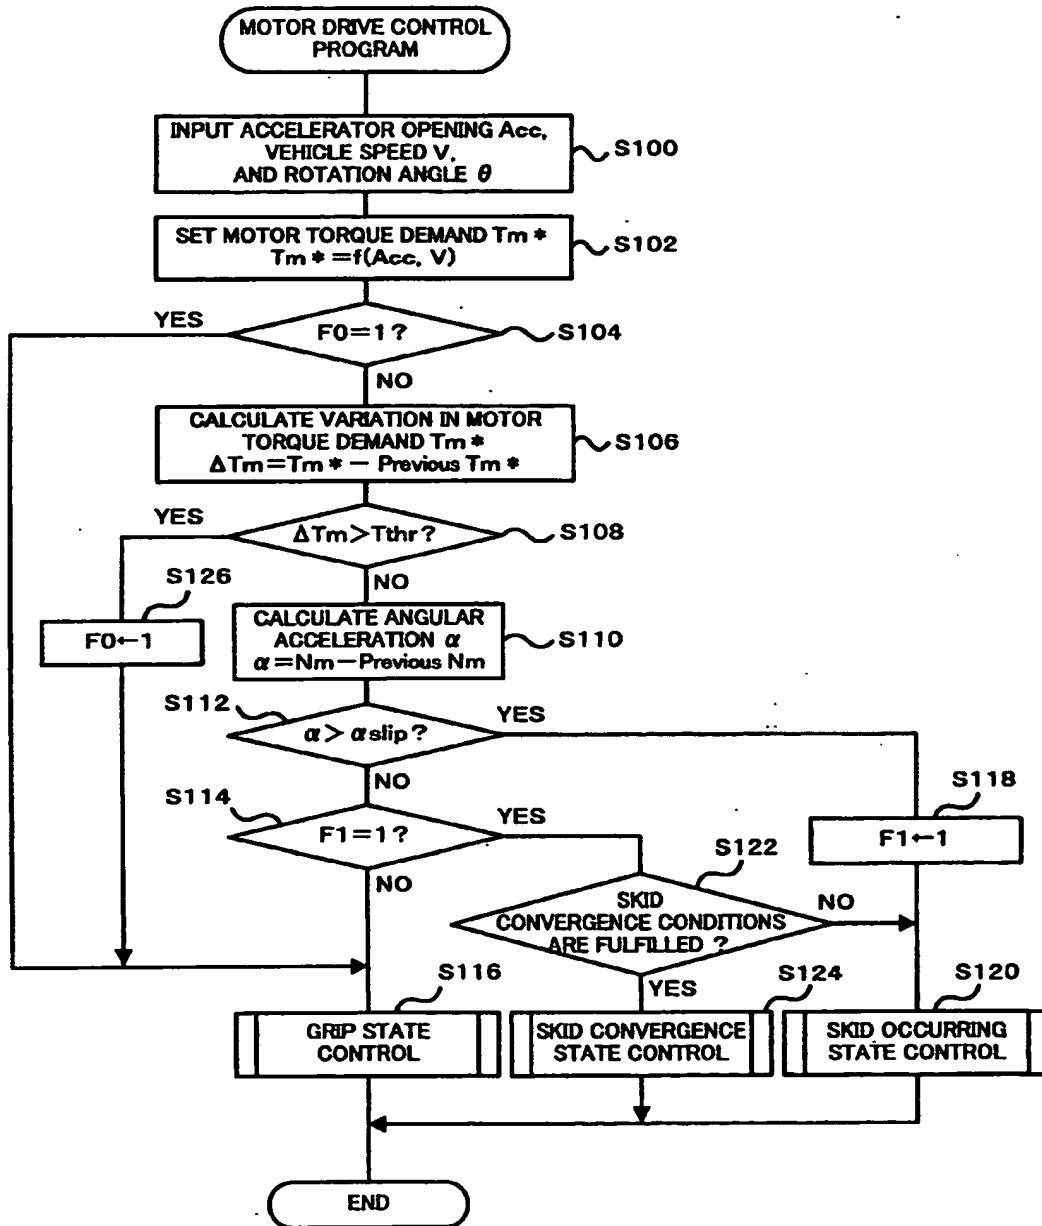 MOTOR DRIVE CONTROL
PROGRAM
INPUT ACCELERATOR OPENING Acc,
VEHICLE SPEED V,
AND ROTATION ANGLE θ
S100
SET MOTOR TORQUE DEMAND Tm*
Tm*=f(Acc, V)
S102
YES
F0=1?
S104
NO
CALCULATE VARIATION IN MOTOR
TORQUE DEMAND Tm*
ΔTm=Tm* - Previous Tm*
S106
YES
ΔTm>Tthr?
S108
NO
S126
F0←1
CALCULATE ANGULAR
ACCELERATION α
α=Nm-Previous Nm
S110
S112
α> αslip?
YES
NO
S114
F1=1?
YES
NO
S118
F1←1
S122
SKID
CONVERGENCE CONDITIONS
ARE FULFILLED ?
NO
YES
S116
GRIP STATE
CONTROL
S124
SKID CONVERGENCE
STATE CONTROL
S120
SKID OCCURRING
STATE CONTROL
END